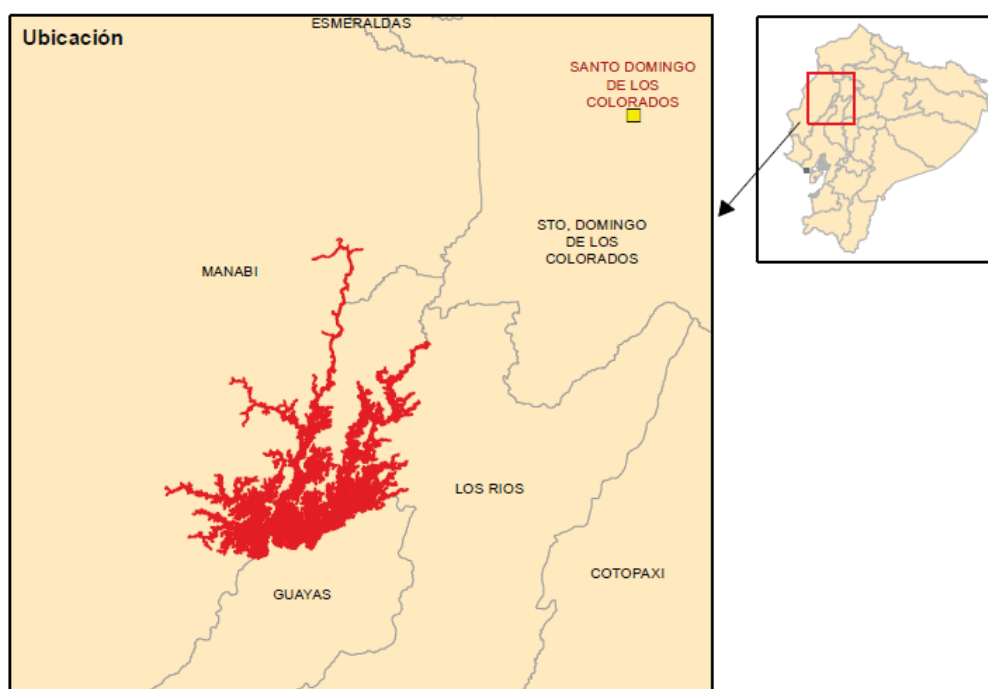 ESMERALDAS
Ubicación
SANTO DOMINGO
DE LOS
COLORADOS
STO, DOMINGO
DE LOS
COLORADOS
MANABI
LOS RIOS
COTOPAXI
GUAYAS